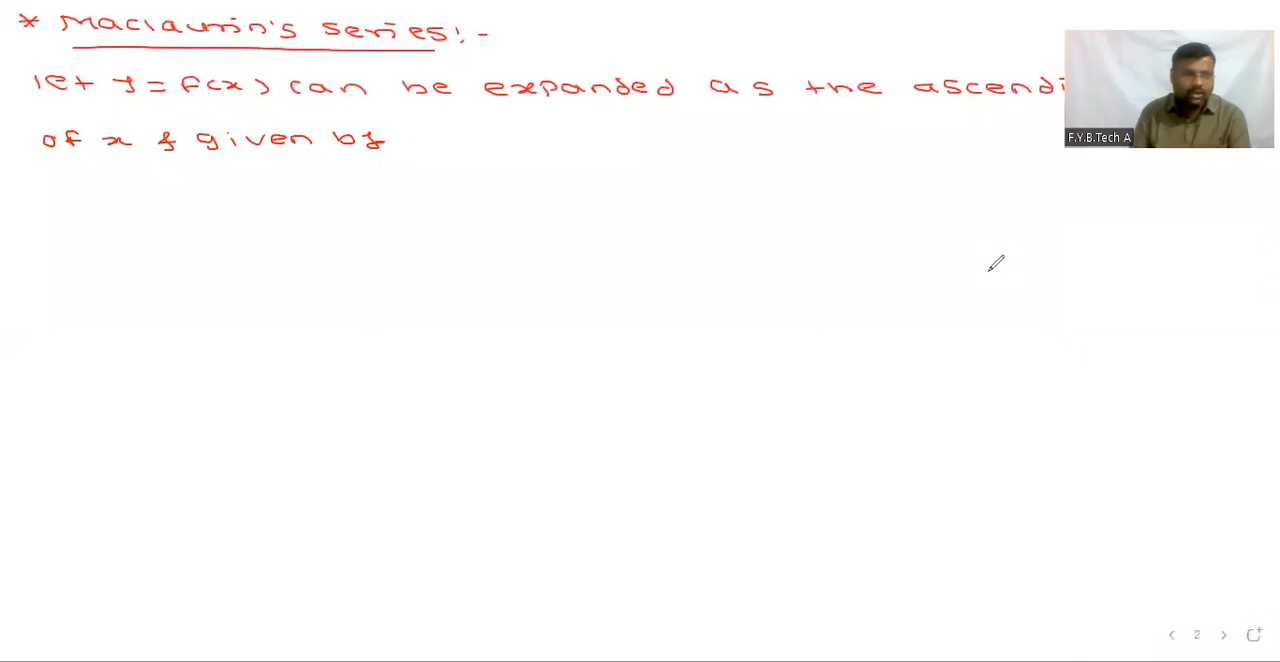 * Maclaurin's series:-
let y = f(x) can be expanded as the ascendi
of x & given by
F.Y.B.Tech A
2